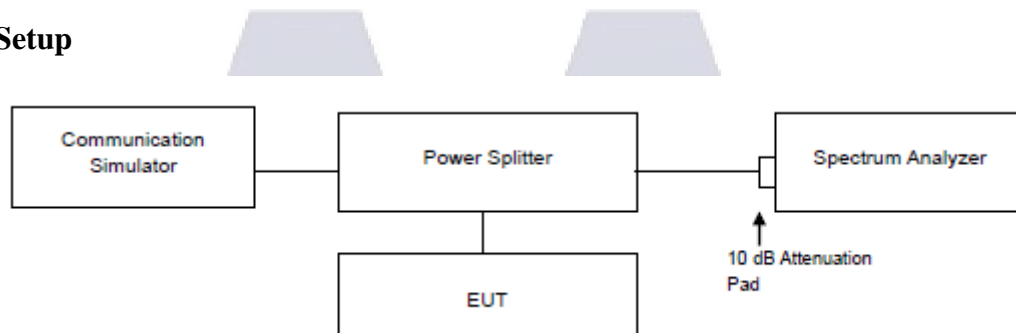 Setup
Communication
Simulator
Power Splitter
Spectrum Analyzer
10 dB Attenuation
Pad
EUT